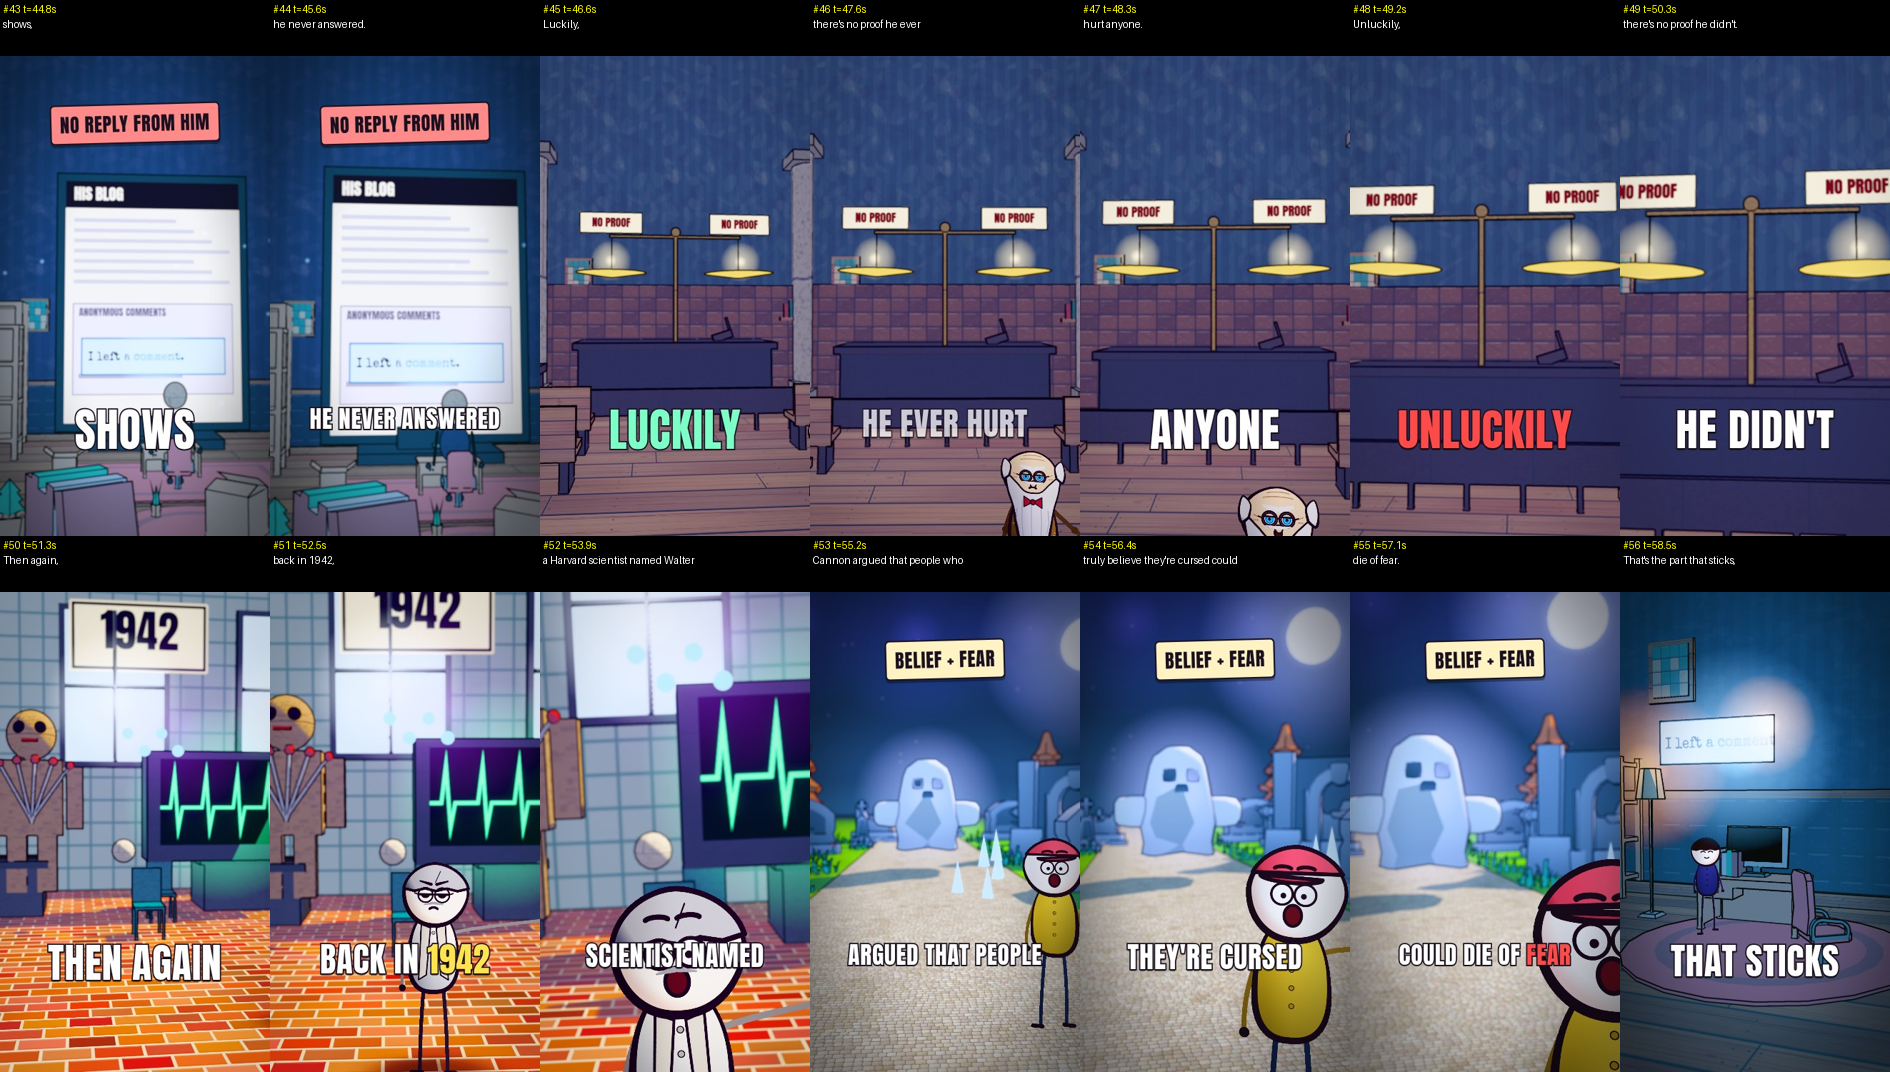 #43 t=44.8s
shows,
NO REPLY FROM HIM
HIS BLOG
ANONYMOUS COMMENTS
I left a comment.
SHOWS
#44 t=45.6s
he never answered.
NO REPLY FROM HIM
HIS BLOG
ANONYMOUS COMMENTS
I left a comment.
HE NEVER ANSWERED
#45 t=46.6s
Luckily,
NO PROOF
NO PROOF
LUCKILY
#46 t=47.6s
there's no proof he ever
NO PROOF
NO PROOF
HE EVER HURT
#47 t=48.3s
hurt anyone.
NO PROOF
NO PROOF
ANYONE
#48 t=49.2s
Unluckily,
NO PROOF
NO PROOF
UNLUCKILY
#49 t=50.3s
there's no proof he didn't.
NO PROOF
NO PROOF
HE DIDN'T
#50 t=51.3s
Then again,
1942
THEN AGAIN
#51 t=52.5s
back in 1942,
1942
BACK IN 1942
#52 t=53.9s
a Harvard scientist named Walter
SCIENTIST NAMED
#53 t=55.2s
Cannon argued that people who
BELIEF + FEAR
ARGUED THAT PEOPLE
#54 t=56.4s
truly believe they're cursed could
BELIEF + FEAR
THEY'RE CURSED
#55 t=57.1s
die of fear.
BELIEF + FEAR
COULD DIE OF FEAR
#56 t=58.5s
That's the part that sticks,
I left a comment
THAT STICKS